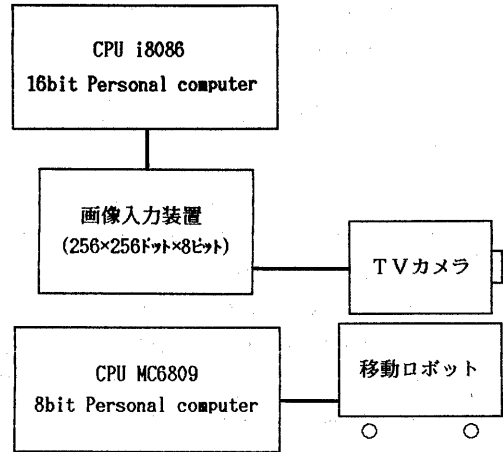 CPU i8086
16bit Personal computer
画像入力装置
(256×256ﾄﾞｯﾄ×8ﾋﾞｯﾄ)
TVカメラ
CPU MC6809
8bit Personal computer
移動ロボット